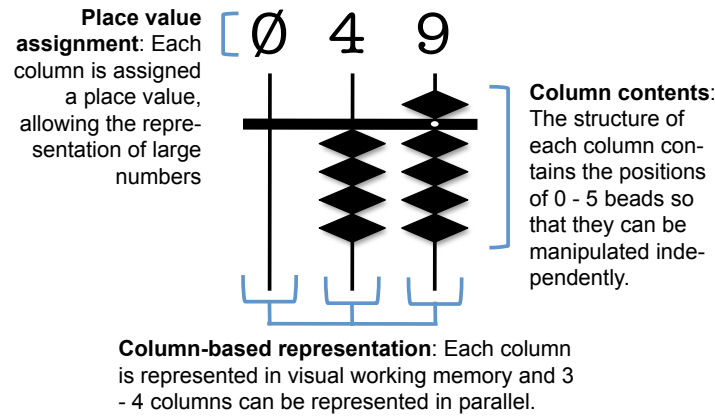 Place value
assignment: Each
column is assigned
a place value,
allowing the repre-
sentation of large
numbers
Ø 4 9
Column contents:
The structure of
each column con-
tains the positions
of 0 - 5 beads so
that they can be
manipulated inde-
pendently.
Column-based representation: Each column
is represented in visual working memory and 3
- 4 columns can be represented in parallel.